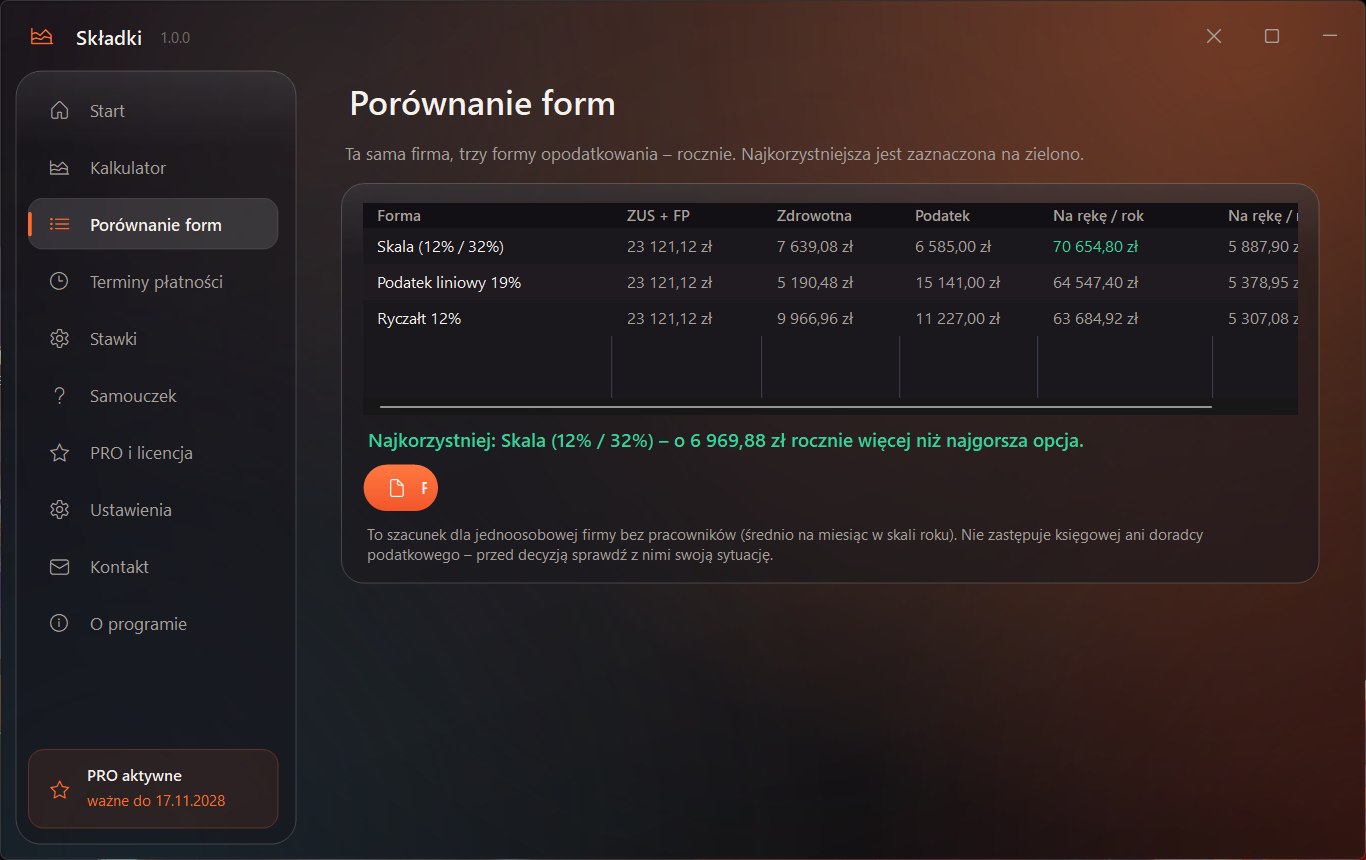 Składki 1.0.0
Start
Kalkulator
Porównanie form
Terminy płatności
Stawki
? Samouczek
PRO i licencja
Ustawienia
Kontakt
O programie
PRO aktywne
ważne do 17.11.2028
Porównanie form
Ta sama firma, trzy formy opodatkowania – rocznie. Najkorzystniejsza jest zaznaczona na zielono.
Forma ZUS + FP Zdrowotna Podatek Na rękę / rok Na rękę /
Skala (12% / 32%) 23 121,12 zł 7 639,08 zł 6 585,00 zł 70 654,80 zł 5 887,90 z
Podatek liniowy 19% 23 121,12 zł 5 190,48 zł 15 141,00 zł 64 547,40 zł 5 378,95 z
Ryczałt 12% 23 121,12 zł 9 966,96 zł 11 227,00 zł 63 684,92 zł 5 307,08 z
Najkorzystniej: Skala (12% / 32%) – o 6 969,88 zł rocznie więcej niż najgorsza opcja.
To szacunek dla jednoosobowej firmy bez pracowników (średnio na miesiąc w skali roku). Nie zastępuje księgowej ani doradcy
podatkowego – przed decyzją sprawdź z nimi swoją sytuację.